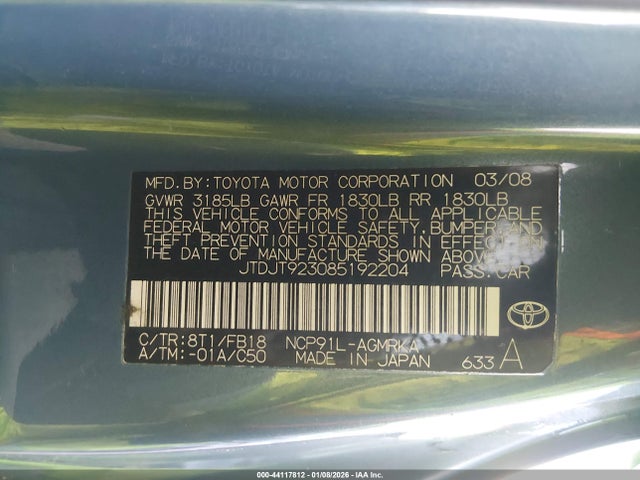 MFD.BY:TOYOTA MOTOR CORPORATION 03/08
GVWR 3185LB GAWR FR 1830LB RR 1830LB
THIS VEHICLE CONFORMS TO ALL APPLICABLE
FEDERAL MOTOR VEHICLE SAFETY, BUMPER, AND
THEFT PREVENTION STANDARDS IN EFFECT ON
THE DATE OF MANUFACTURE SHOWN ABOVE.
JTDJT923085192204 PASS.CAR
C/TR:8T1/FB18 NCP91L-AGMRKA
A/TM:-01A/C50 MADE IN JAPAN 633 A
000-44117812 - 01/08/2026 - IAA Inc.